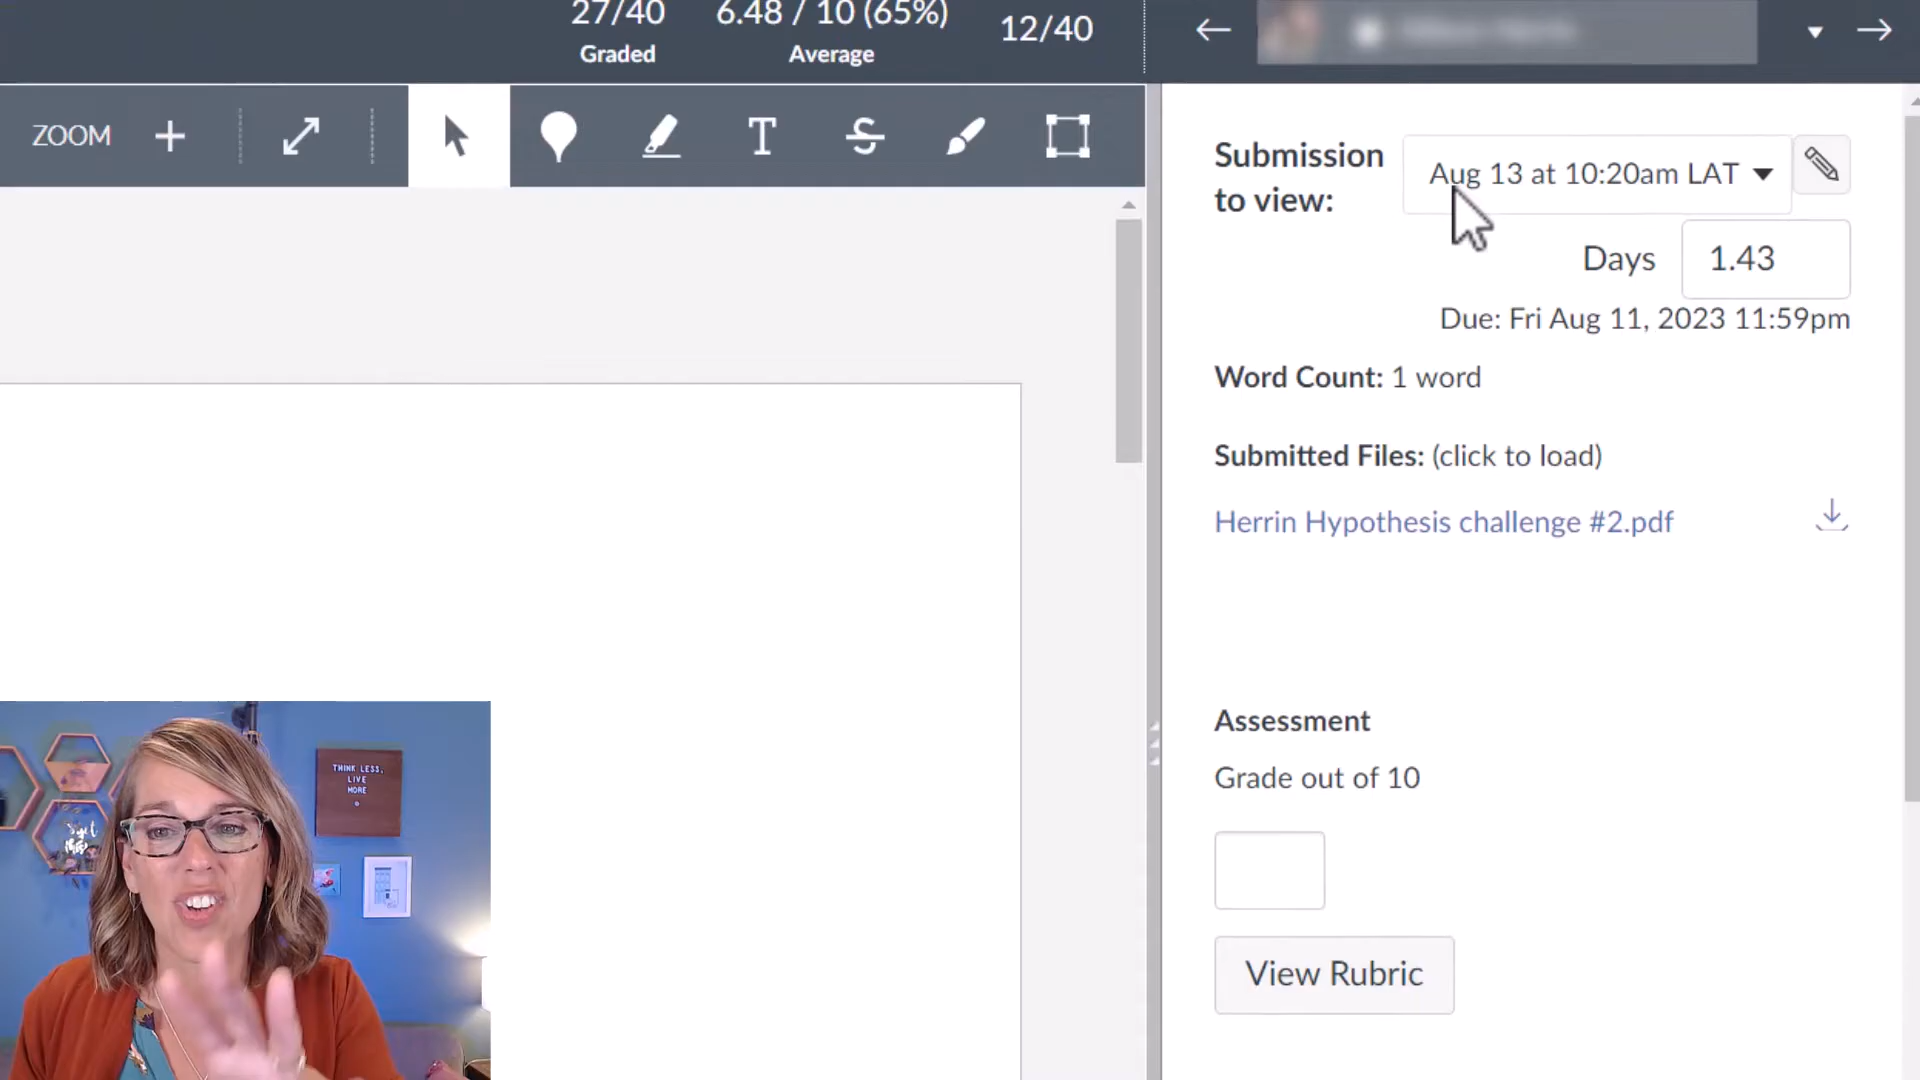 27/40
Graded
6.48 / 10 (65%)
Average
12/40
ZOOM
T
S
Submission to view:
Aug 13 at 10:20am LAT
Days 1.43
Due: Fri Aug 11, 2023 11:59pm
Word Count: 1 word
Submitted Files: (click to load)
Herrin Hypothesis challenge #2.pdf
Assessment
Grade out of 10
View Rubric
THINK LESS,
LIVE
MORE